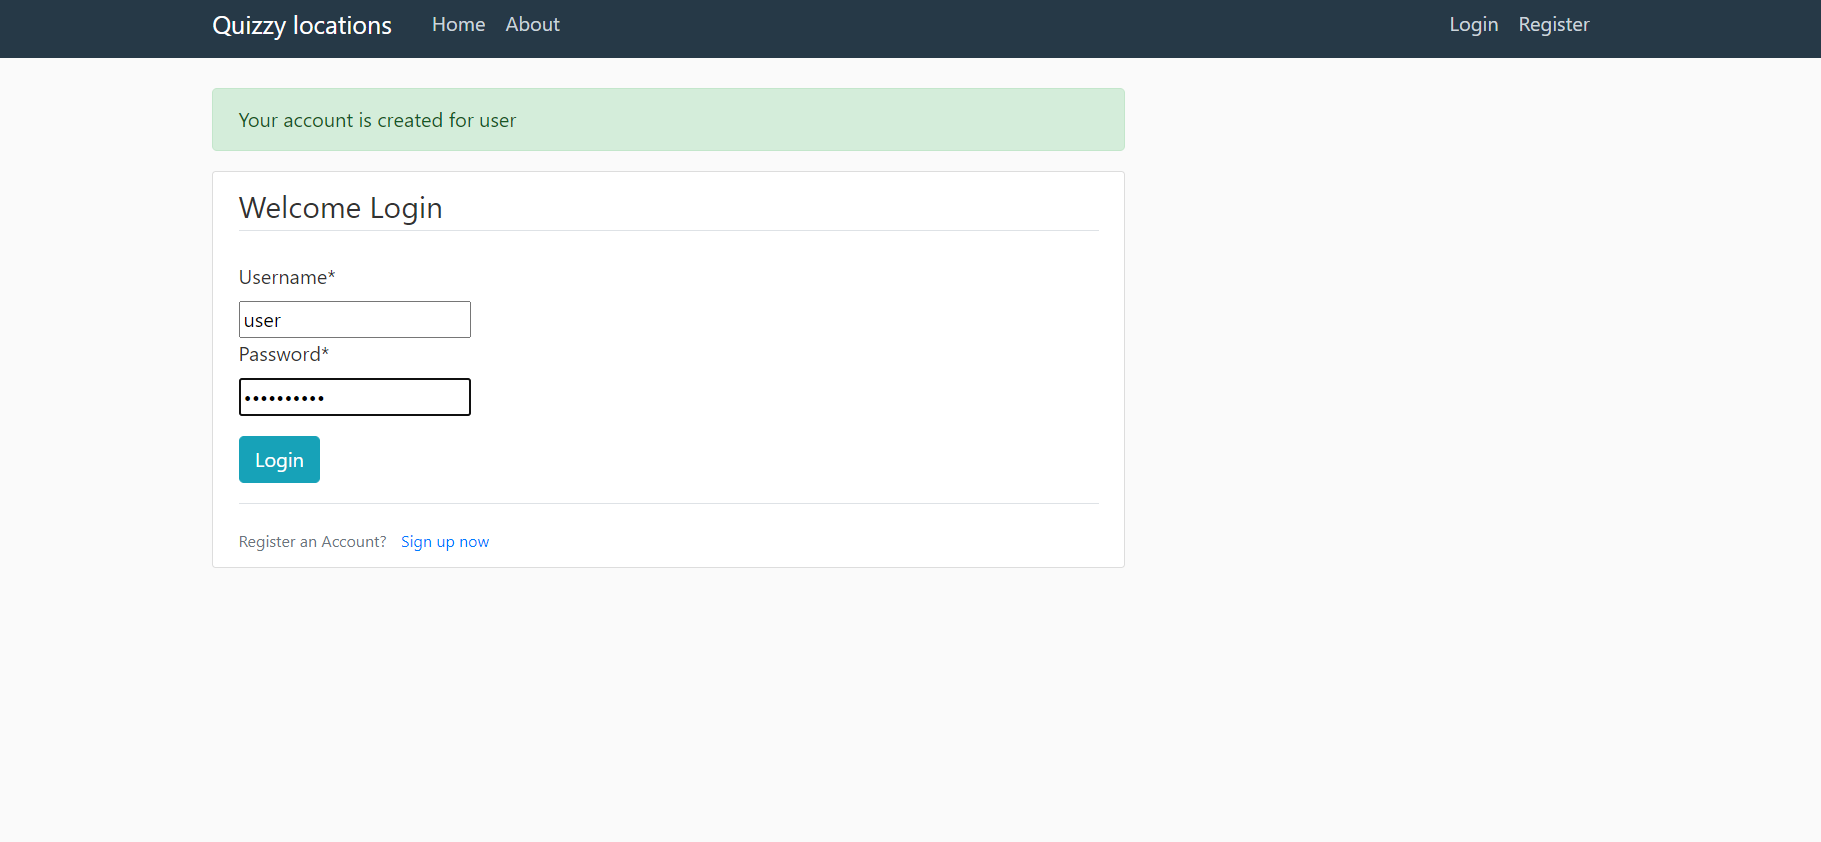 Quizzy locations Home About Login Register
Your account is created for user
Welcome Login
Username*
user
Password*
••••••••••
Login
Register an Account? Sign up now